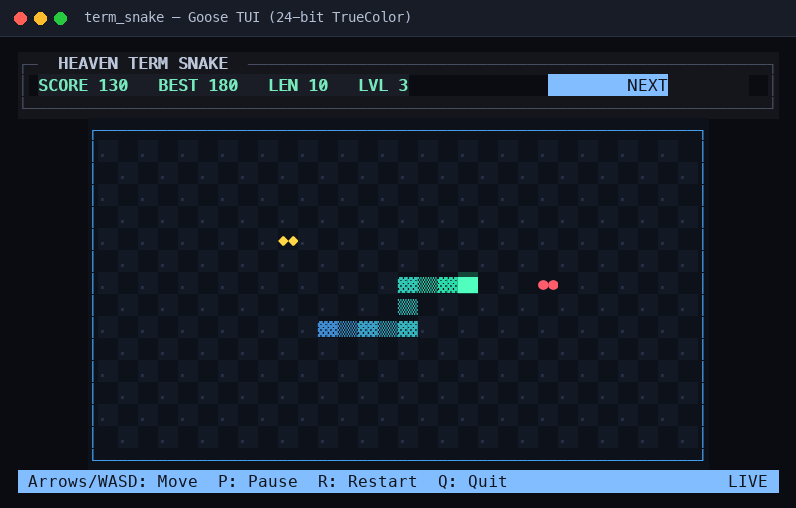 term_snake — Goose TUI (24-bit TrueColor)
HEAVEN TERM SNAKE
SCORE 130 BEST 180 LEN 10 LVL 3 NEXT
Arrows/WASD: Move P: Pause R: Restart Q: Quit LIVE